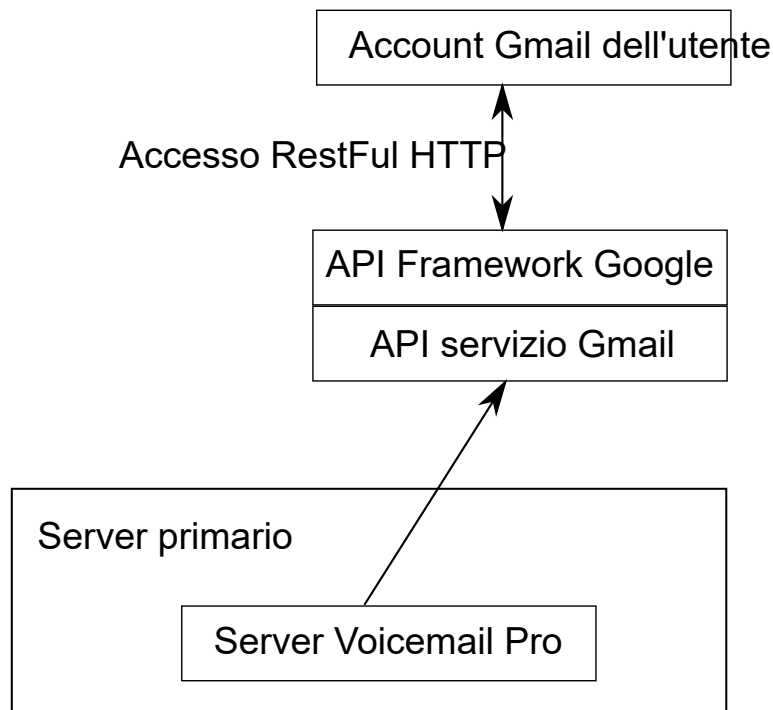 Account Gmail dell'utente
Accesso RestFul HTTP
API Framework Google
API servizio Gmail
Server primario
Server Voicemail Pro